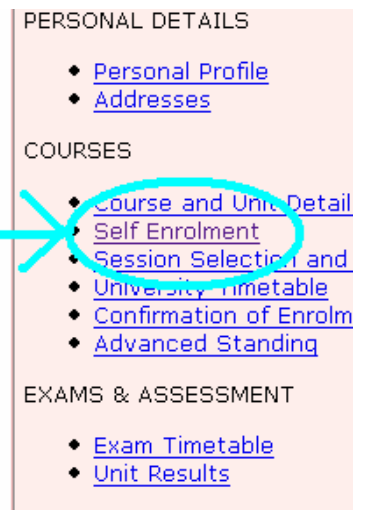 PERSONAL DETAILS
Personal Profile
Addresses
COURSES
Course and Unit Detail
Self Enrolment
Session Selection and
University Timetable
Confirmation of Enrolm
Advanced Standing
EXAMS & ASSESSMENT
Exam Timetable
Unit Results